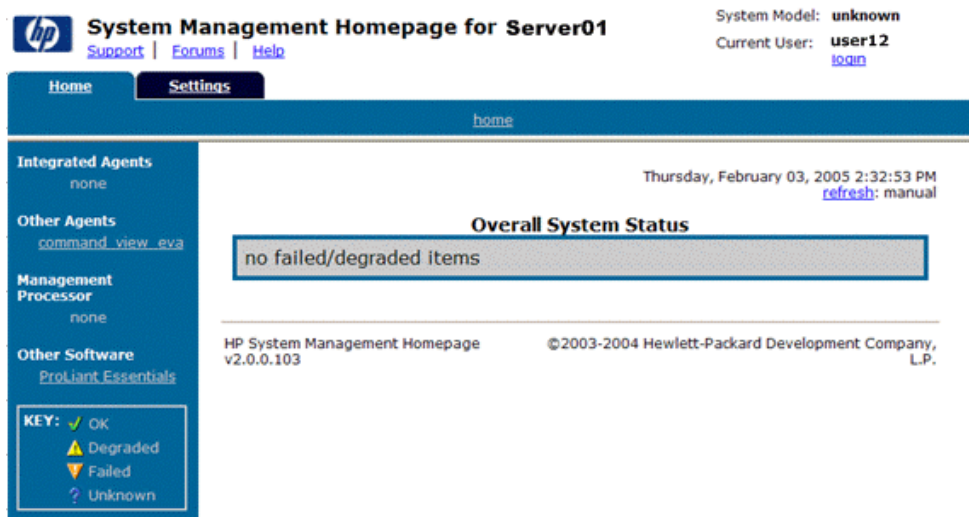 hp
System Management Homepage for Server01
Support | Forums | Help
System Model: unknown
Current User: user12
login
Home
Settings
home
Integrated Agents
none
Other Agents
command_view_eva
Management
Processor
none
Other Software
ProLiant Essentials
KEY: OK
Degraded
Failed
? Unknown
Thursday, February 03, 2005 2:32:53 PM
refresh: manual
Overall System Status
no failed/degraded items
HP System Management Homepage
v2.0.0.103
©2003-2004 Hewlett-Packard Development Company,
L.P.